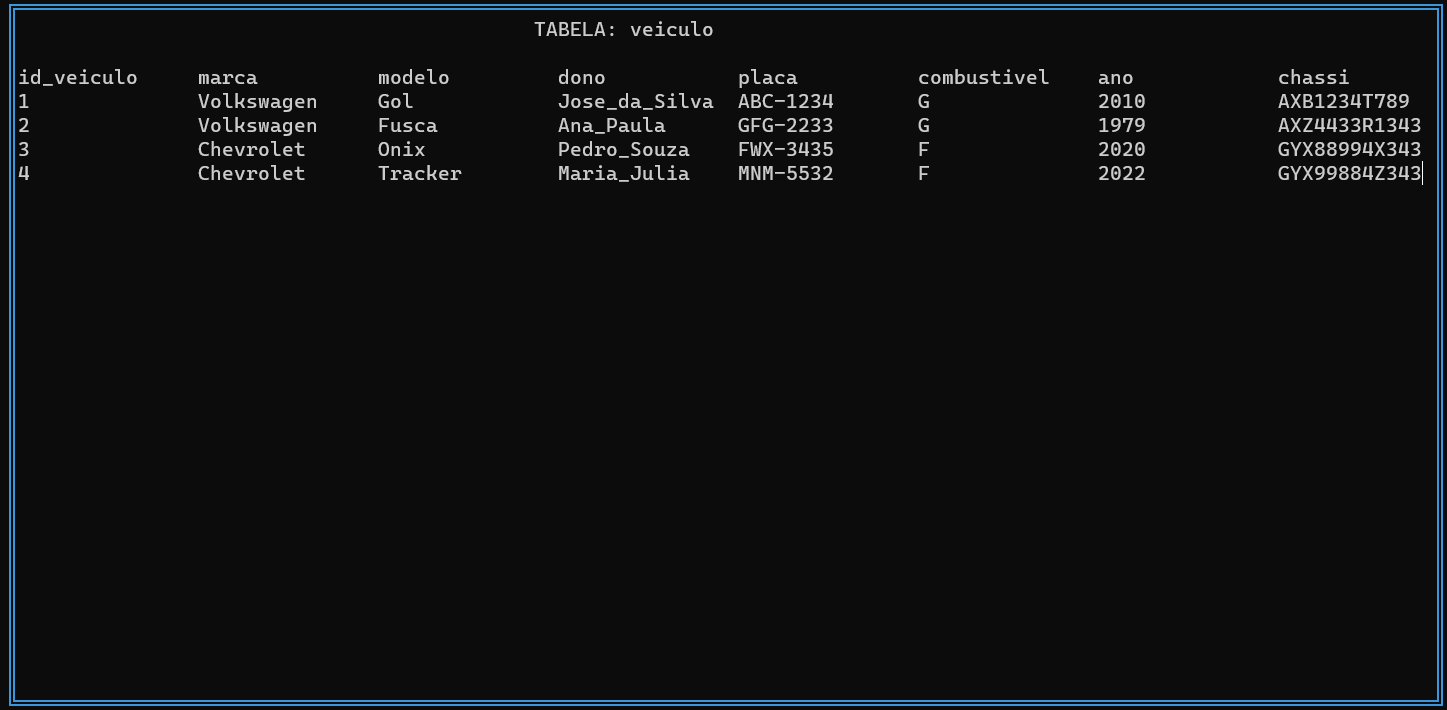 TABELA: veiculo
id_veiculo marca modelo dono placa combustivel ano chassi
1 Volkswagen Gol Jose_da_Silva ABC-1234 G 2010 AXB1234T789
2 Volkswagen Fusca Ana_Paula GFG-2233 G 1979 AXZ4433R1343
3 Chevrolet Onix Pedro_Souza FWX-3435 F 2020 GYX88994X343
4 Chevrolet Tracker Maria_Julia MNM-5532 F 2022 GYX99884Z343